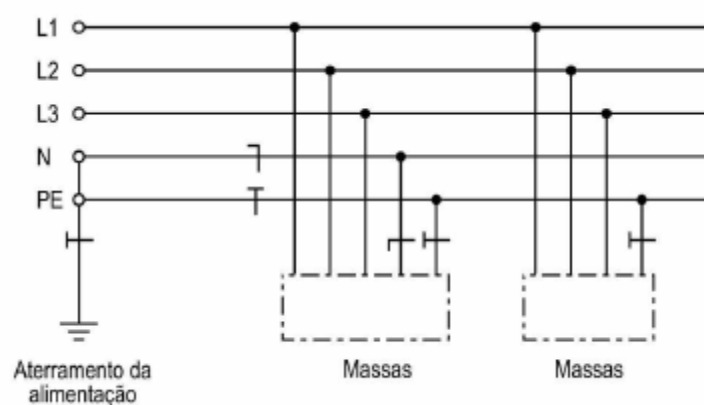 L1
L2
L3
N
PE
Aterramento da
alimentação
Massas
Massas